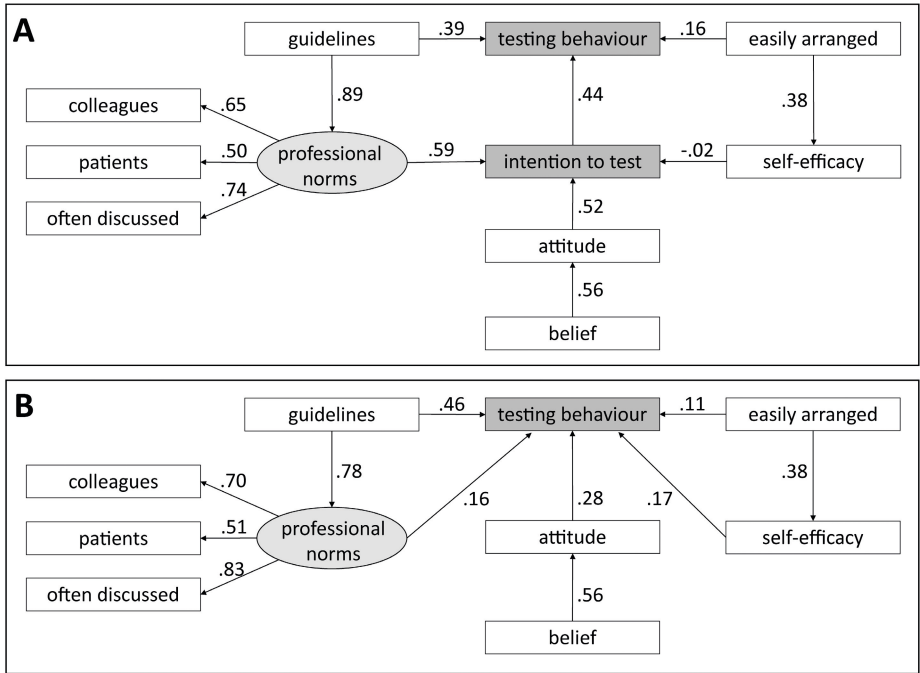 A
guidelines
.39
testing behaviour
.16
easily arranged
colleagues
.65
.89
.44
.38
patients
.50
professional
norms
.59
intention to test
-.02
self-efficacy
often discussed
.74
.52
attitude
.56
belief
B
guidelines
.46
testing behaviour
.11
easily arranged
colleagues
.70
.78
.16
.28
.17
.38
patients
.51
professional
norms
attitude
self-efficacy
often discussed
.83
.56
belief